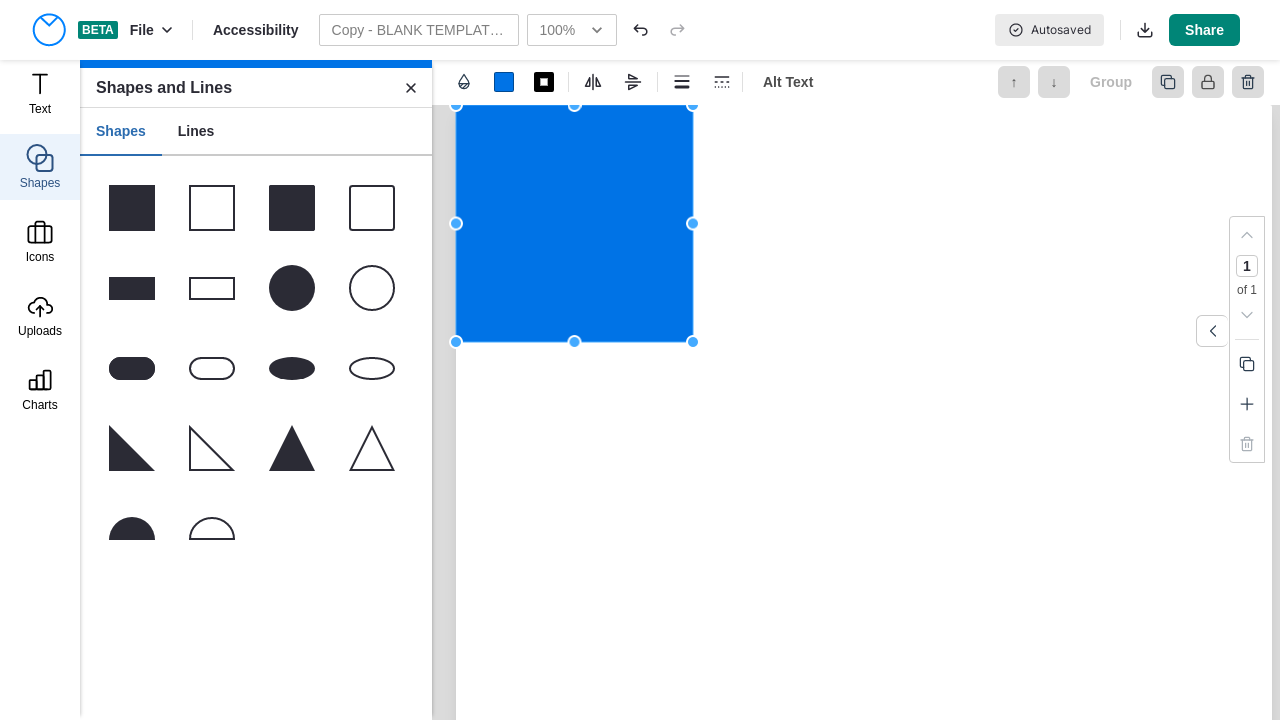 BETA
File
Accessibility
Copy - BLANK TEMPLAT...
100%
Autosaved
Share
Text
Shapes
Icons
Uploads
Charts
Shapes and Lines
Shapes
Lines
Alt Text
Group
1
of 1